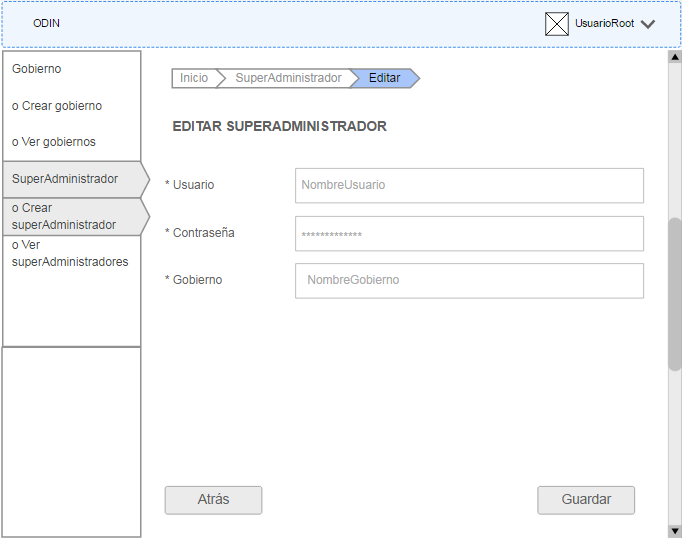 ODIN
UsuarioRoot
Gobierno
o Crear gobierno
o Ver gobiernos
SuperAdministrador
o Crear
superAdministrador
o Ver
superAdministradores
Inicio
SuperAdministrador
Editar
EDITAR SUPERADMINISTRADOR
* Usuario
NombreUsuario
* Contraseña
*************
* Gobierno
NombreGobierno
Atrás
Guardar